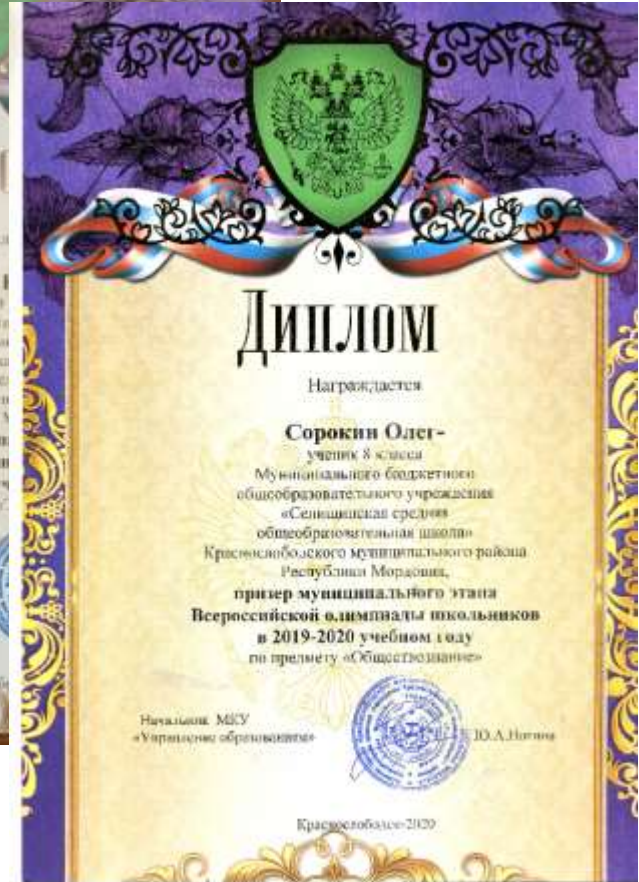 Диплом
Награждается
Сорокин Олег-
ученик 8 класса
Муниципального бюджетного
общеобразовательного учреждения
«Селищинская средняя
общеобразовательная школа»
Краснослободского муниципального района
Республики Мордовия,
призер муниципального этапа
Всероссийской олимпиады школьников
в 2019-2020 учебном году
по предмету «Обществознание»
Начальник МКУ
«Управление образованием»
Краснослободск-2020